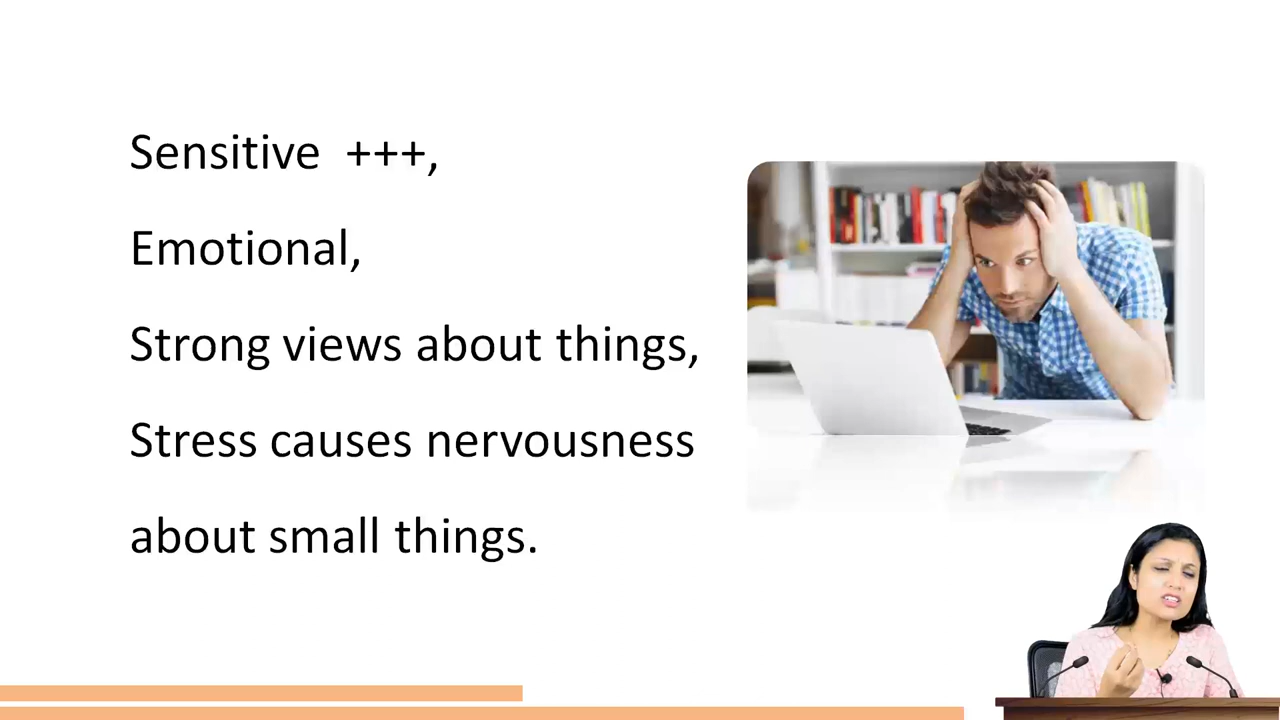 Sensitive  +++,
Emotional,
Strong views about things,
Stress causes nervousness
about small things.